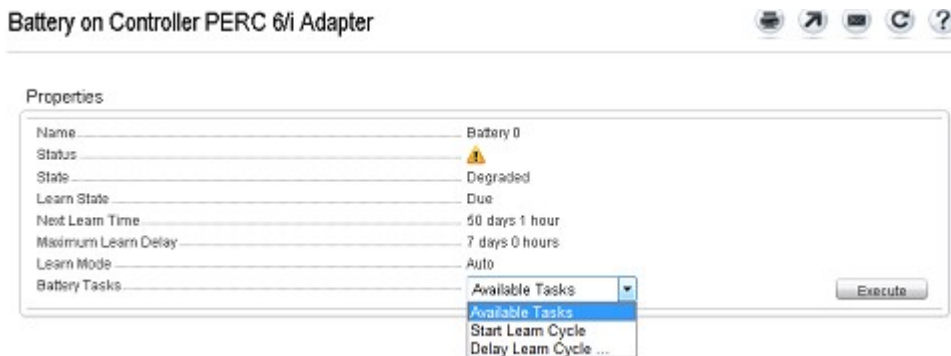 Battery on Controller PERC 6/i Adapter
?
Properties
Name Battery 0
Status
State Degraded
Learn State Due
Next Learn Time 50 days 1 hour
Maximum Learn Delay 7 days 0 hours
Learn Mode Auto
Battery Tasks Available Tasks Execute
Available Tasks
Start Learn Cycle
Delay Learn Cycle ...